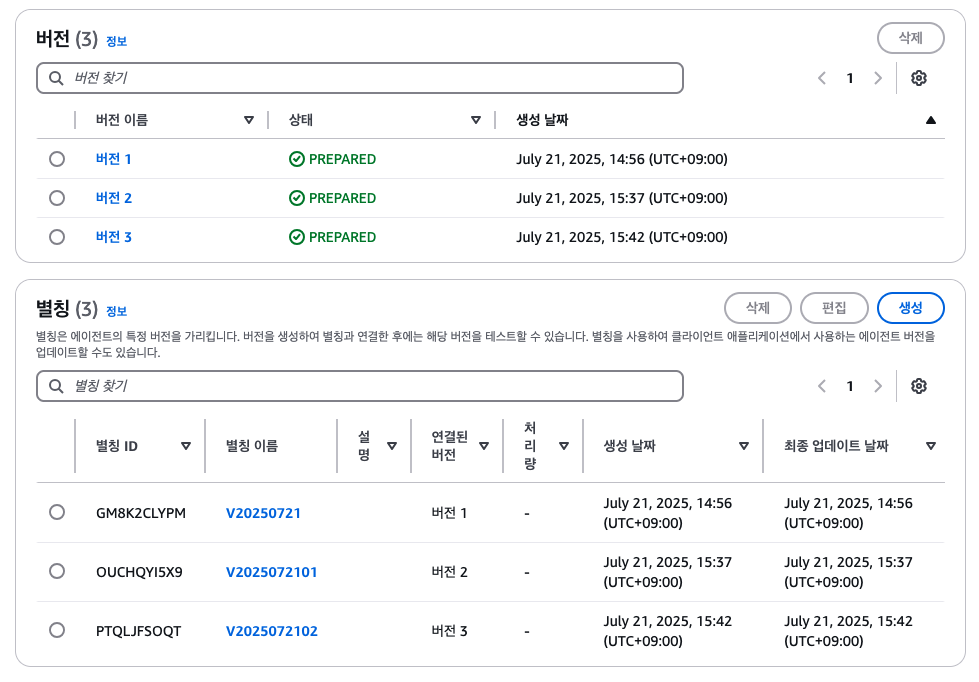 버전 (3) 정보
삭제
버전 찾기
1
버전 이름 상태 생성 날짜
버전 1 PREPARED July 21, 2025, 14:56 (UTC+09:00)
버전 2 PREPARED July 21, 2025, 15:37 (UTC+09:00)
버전 3 PREPARED July 21, 2025, 15:42 (UTC+09:00)
별칭 (3) 정보
삭제 편집 생성
별칭은 에이전트의 특정 버전을 가리킵니다. 버전을 생성하여 별칭과 연결한 후에는 해당 버전을 테스트할 수 있습니다. 별칭을 사용하여 클라이언트 애플리케이션에서 사용하는 에이전트 버전을
업데이트할 수도 있습니다.
별칭 찾기
1
별칭 ID 별칭 이름 설명 연결된 버전 처리량 생성 날짜 최종 업데이트 날짜
GM8K2CLYPM V20250721 버전 1 - July 21, 2025, 14:56 (UTC+09:00) July 21, 2025, 14:56 (UTC+09:00)
OUCHQYI5X9 V2025072101 버전 2 - July 21, 2025, 15:37 (UTC+09:00) July 21, 2025, 15:37 (UTC+09:00)
PTQLJFSOQT V2025072102 버전 3 - July 21, 2025, 15:42 (UTC+09:00) July 21, 2025, 15:42 (UTC+09:00)